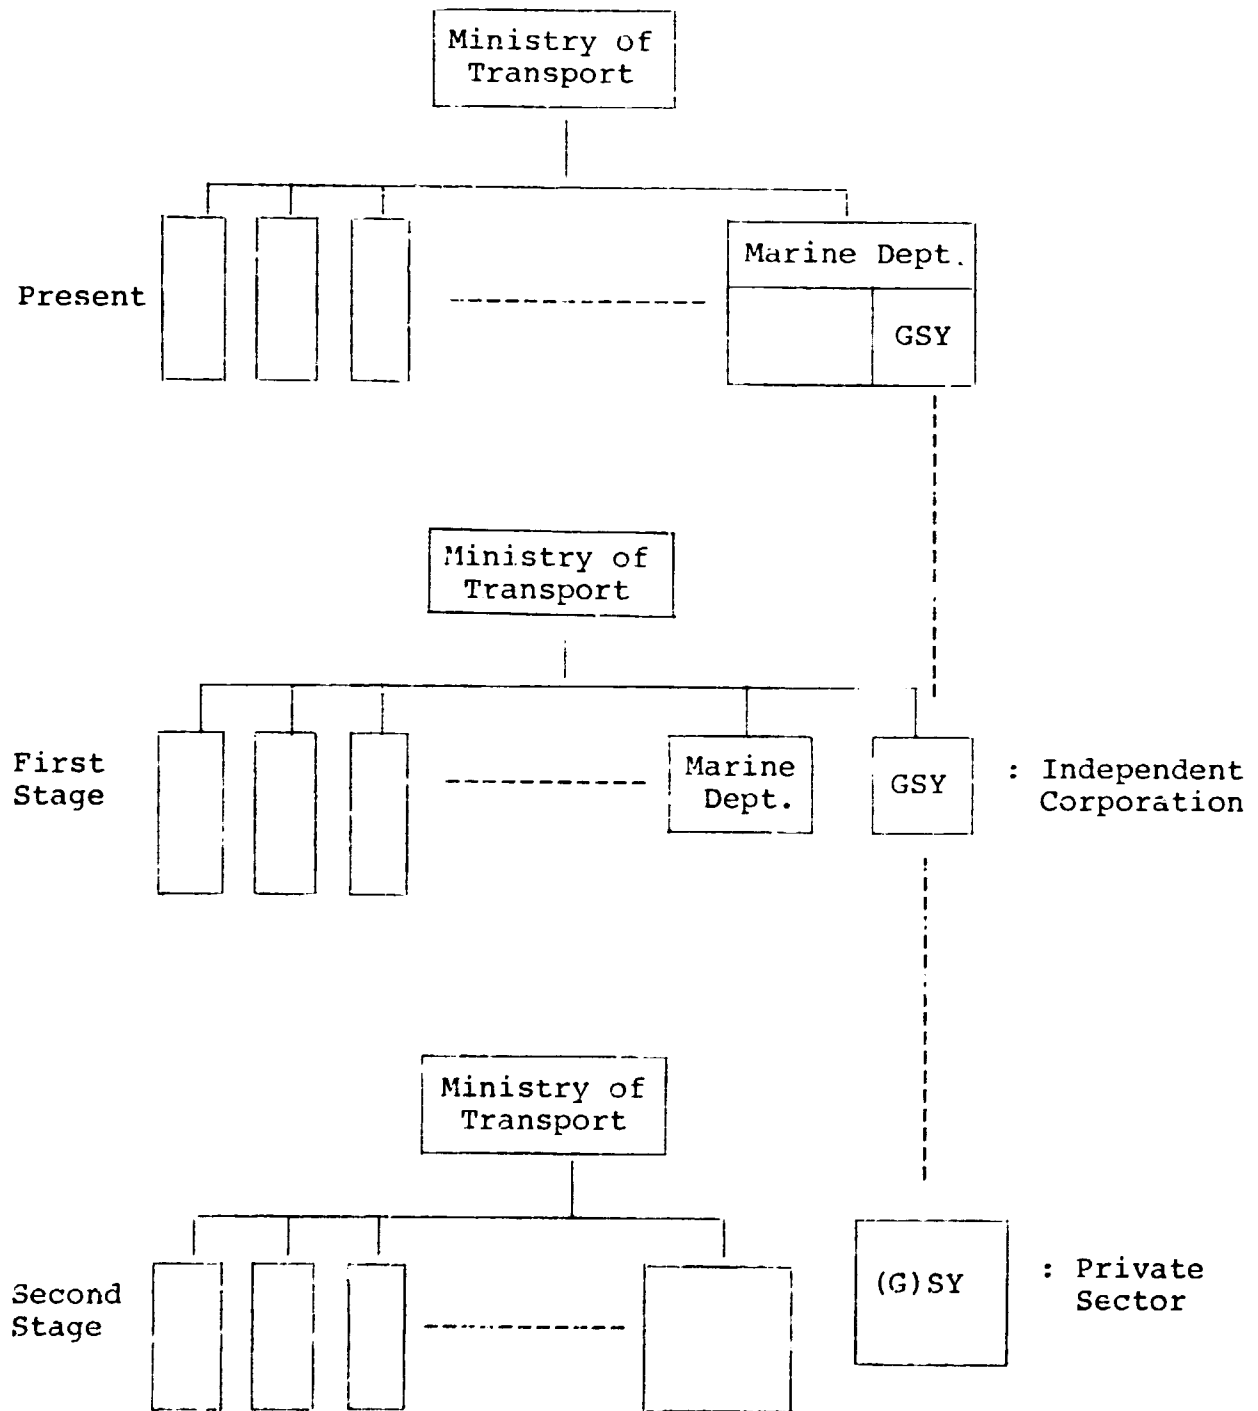 Ministry of
Transport
Present
Marine Dept.
GSY
Ministry of
Transport
First
Stage
Marine
Dept.
GSY
: Independent
Corporation
Ministry of
Transport
Second
Stage
(G)SY
: Private
Sector